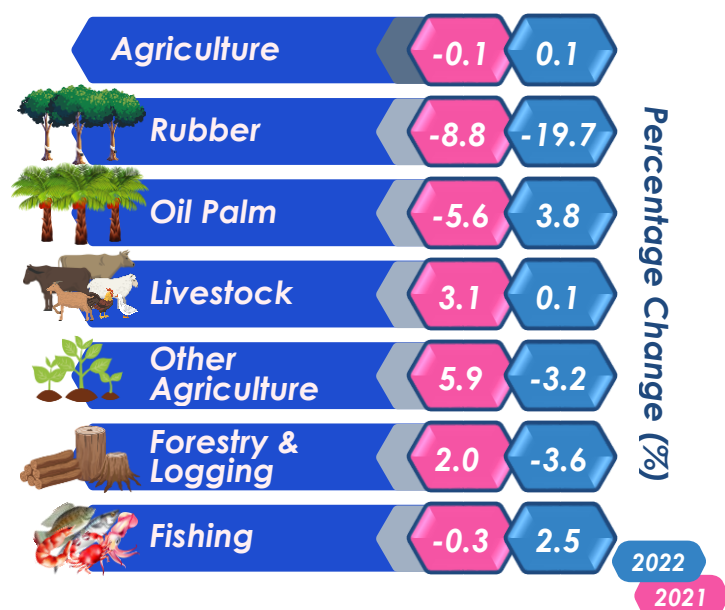 Agriculture -0.1 0.1
Rubber -8.8 -19.7
Oil Palm -5.6 3.8
Livestock 3.1 0.1
Other
Agriculture 5.9 -3.2
Forestry &
Logging 2.0 -3.6
Fishing -0.3 2.5
Percentage Change (%)
2022
2021